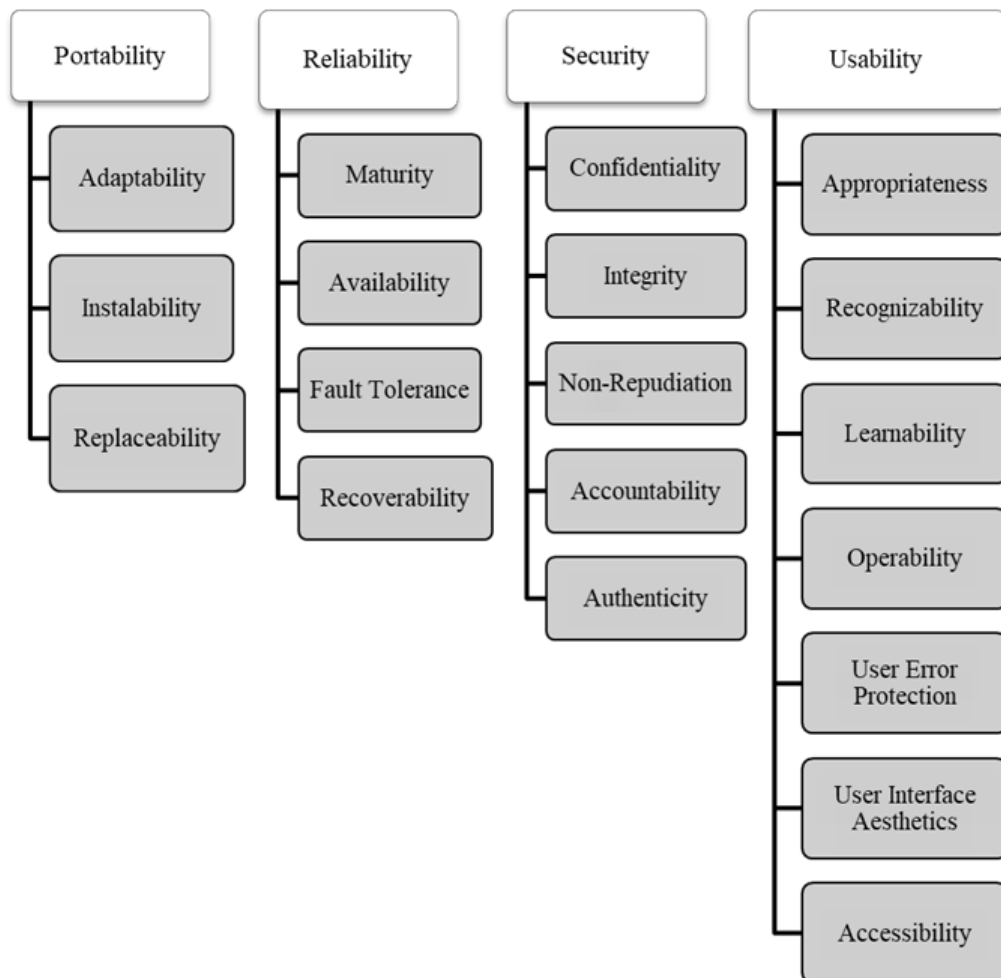 Portability
Adaptability
Instalability
Replaceability
Reliability
Maturity
Availability
Fault Tolerance
Recoverability
Security
Confidentiality
Integrity
Non-Repudiation
Accountability
Authenticity
Usability
Appropriateness
Recognizability
Learnability
Operability
User Error
Protection
User Interface
Aesthetics
Accessibility